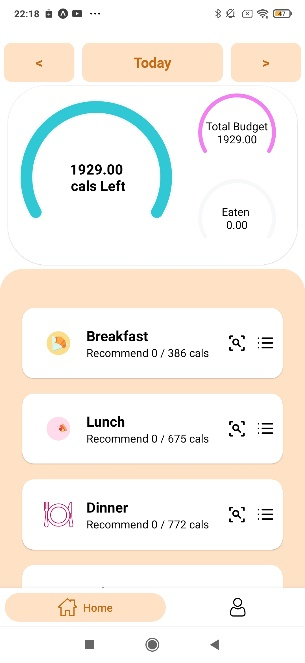 22:18
< Today >
Total Budget
1929.00
1929.00
cals Left
Eaten
0.00
Breakfast
Recommend 0 / 386 cals
Lunch
Recommend 0 / 675 cals
Dinner
Recommend 0 / 772 cals
Home